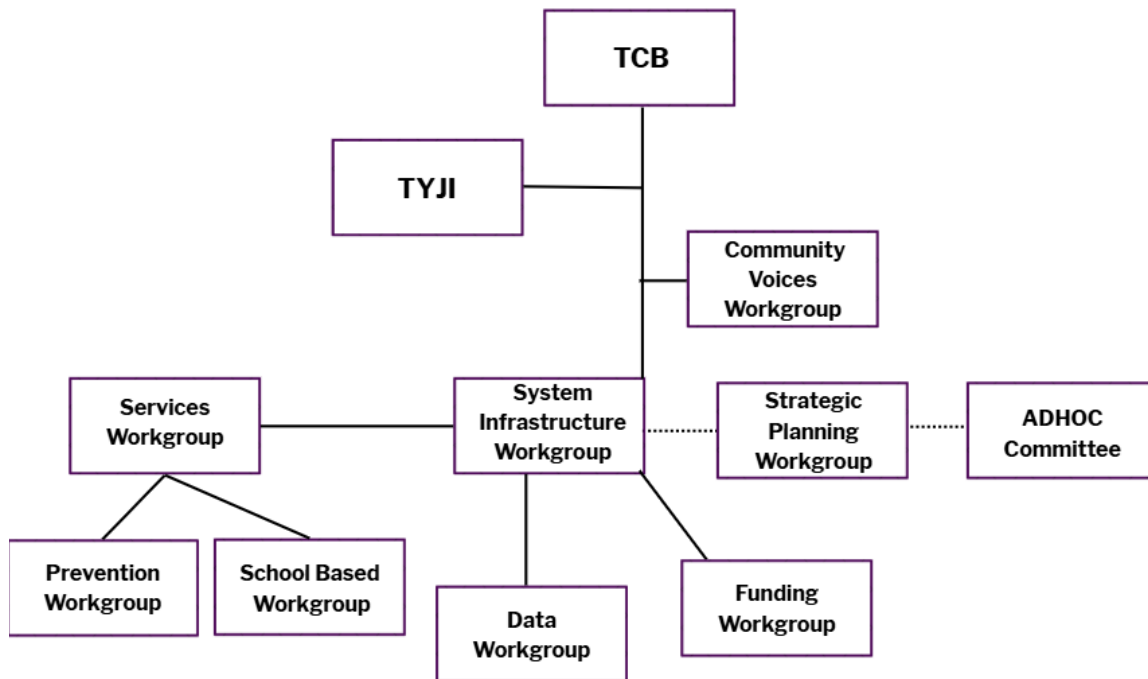 TCB
TYJI
Community
Voices
Workgroup
Services
Workgroup
System
Infrastructure
Workgroup
Strategic
Planning
Workgroup
ADHOC
Committee
Prevention
Workgroup
School Based
Workgroup
Data
Workgroup
Funding
Workgroup